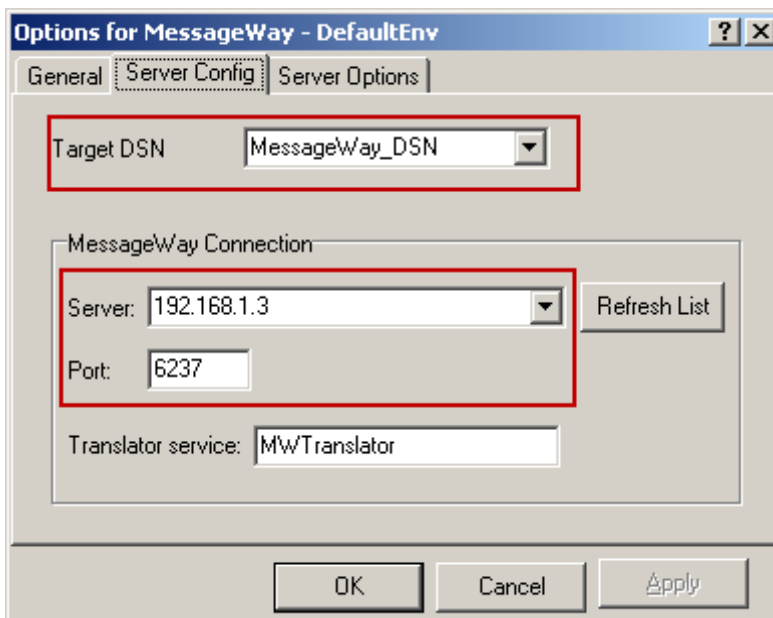 Options for MessageWay - DefaultEnv
General Server Config Server Options
Target DSN MessageWay_DSN
MessageWay Connection
Server: 192.168.1.3 Refresh List
Port: 6237
Translator service: MWTranslator
OK Cancel Apply